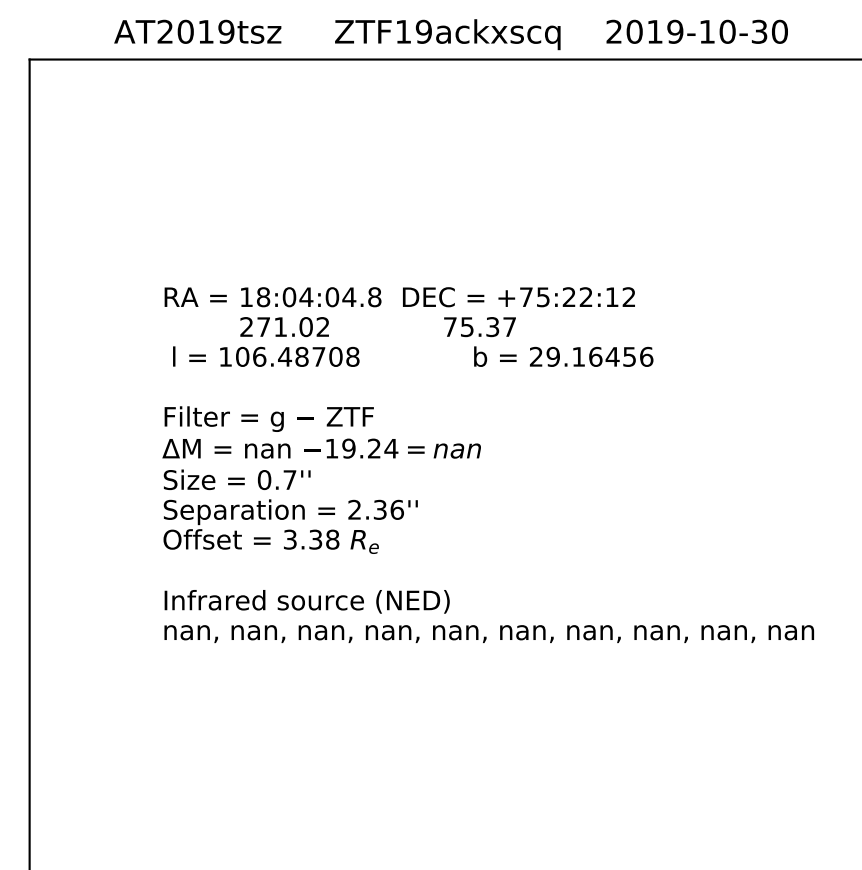 AT2019tsz ZTF19ackxscq 2019-10-30
RA = 18:04:04.8 DEC = +75:22:12
271.02 75.37
l = 106.48708 b = 29.16456
Filter = g − ZTF
ΔM = nan −19.24 = nan
Size = 0.7''
Separation = 2.36''
Offset = 3.38 Re
Infrared source (NED)
nan, nan, nan, nan, nan, nan, nan, nan, nan, nan